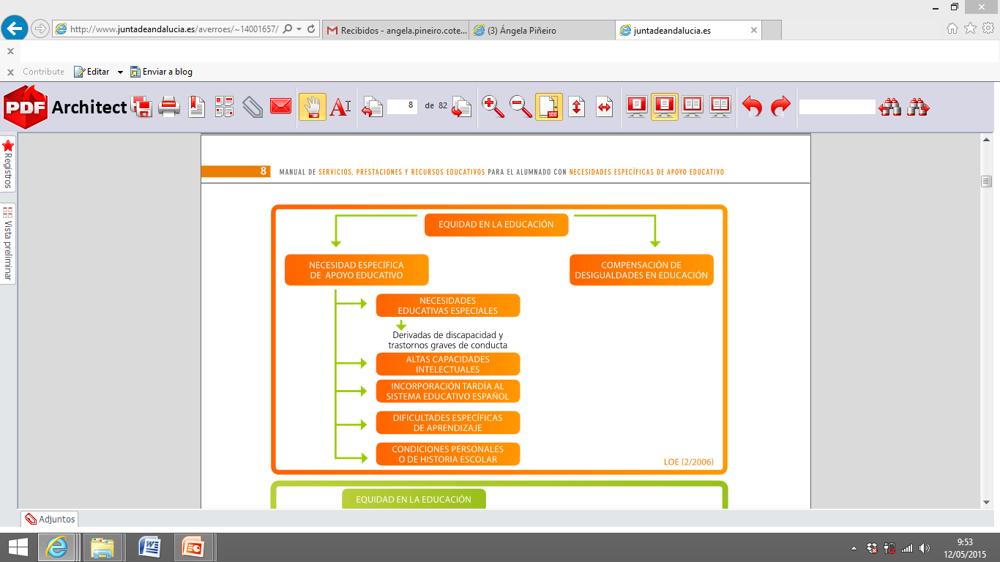 http://www.juntadeandalucia.es/averroes/~14001657/
Recibidos - angela.pineiro.cote...
(3) Ángela Piñeiro
juntadeandalucia.es
x
x Contribute Editar Enviar a blog
PDF Architect
8 de 82
Registros
Vista preliminar
8 MANUAL DE SERVICIOS, PRESTACIONES Y RECURSOS EDUCATIVOS PARA EL ALUMNADO CON NECESIDADES ESPECÍFICAS DE APOYO EDUCATIVO
EQUIDAD EN LA EDUCACIÓN
NECESIDAD ESPECÍFICA
DE APOYO EDUCATIVO
COMPENSACIÓN DE
DESIGUALDADES EN EDUCACIÓN
NECESIDADES
EDUCATIVAS ESPECIALES
Derivadas de discapacidad y
trastornos graves de conducta
ALTAS CAPACIDADES
INTELECTUALES
INCORPORACIÓN TARDÍA AL
SISTEMA EDUCATIVO ESPAÑOL
DIFICULTADES ESPECÍFICAS
DE APRENDIZAJE
CONDICIONES PERSONALES
O DE HISTORIA ESCOLAR
LOE (2/2006)
EQUIDAD EN LA EDUCACIÓN
Adjuntos
9:53
12/05/2015